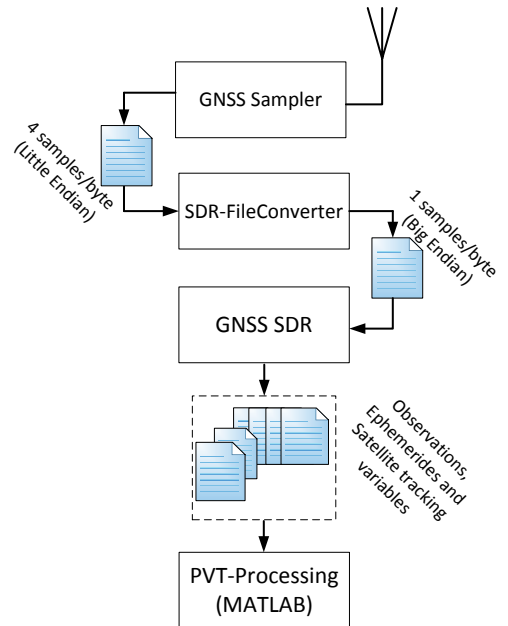 GNSS Sampler
4 samples/byte
(Little Endian)
SDR-FileConverter
1 samples/byte
(Big Endian)
GNSS SDR
Observations,
Ephemerides and
Satellite tracking
variables
PVT-Processing
(MATLAB)